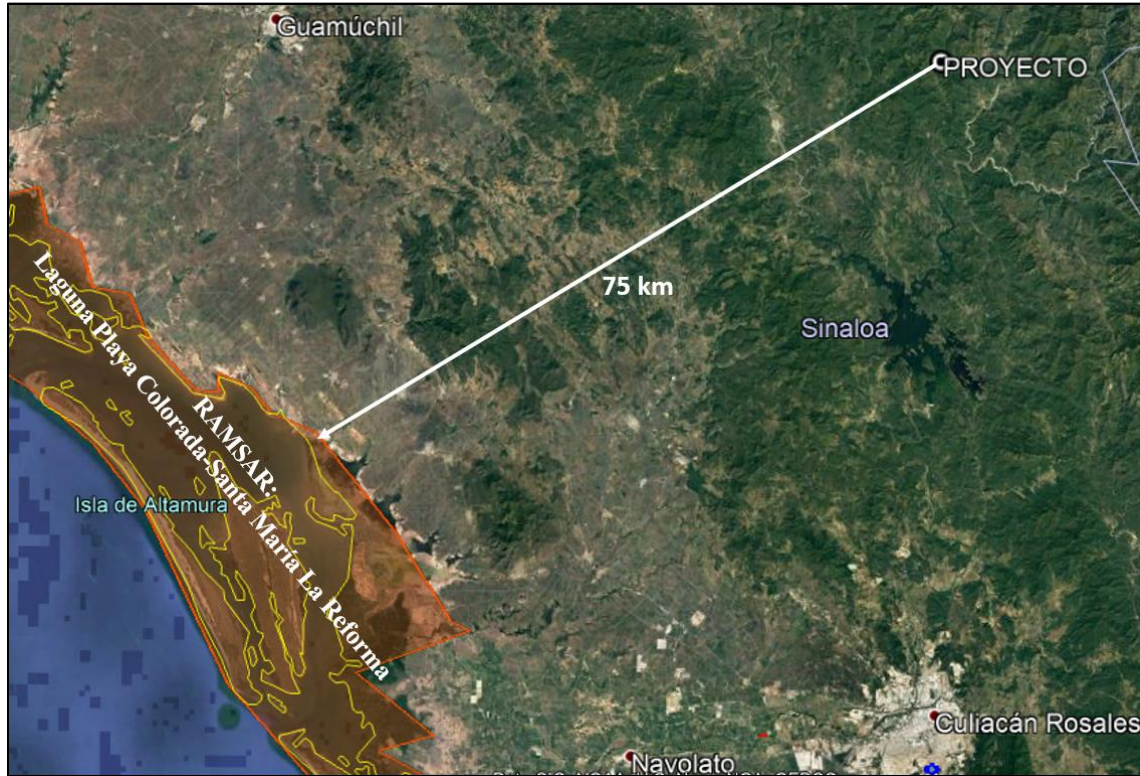 Guamúchil
PROYECTO
75 km
Sinaloa
RAMSAR:
Laguna Playa Colorada-Santa María La Reforma
Isla de Altamura
Culiacán Rosales
Navolato